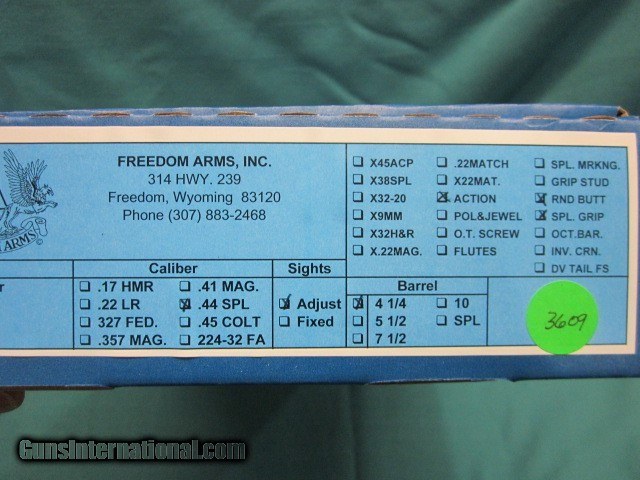 FREEDOM ARMS, INC.
314 HWY. 239
Freedom, Wyoming 83120
Phone (307) 883-2468
ARMS
X45ACP .22MATCH SPL. MRKNG.
X38SPL X22MAT. GRIP STUD
X32-20 ACTION RND BUTT
X9MM POL&JEWEL SPL. GRIP
X32H&R O.T. SCREW OCT.BAR.
X.22MAG. FLUTES INV. CRN.
DV TAIL FS
Caliber Sights Barrel
.17 HMR .41 MAG.
.22 LR .44 SPL Adjust 4 1/4 10
327 FED. .45 COLT Fixed 5 1/2 SPL
.357 MAG. 224-32 FA 7 1/2
3609
GunsInternational.com